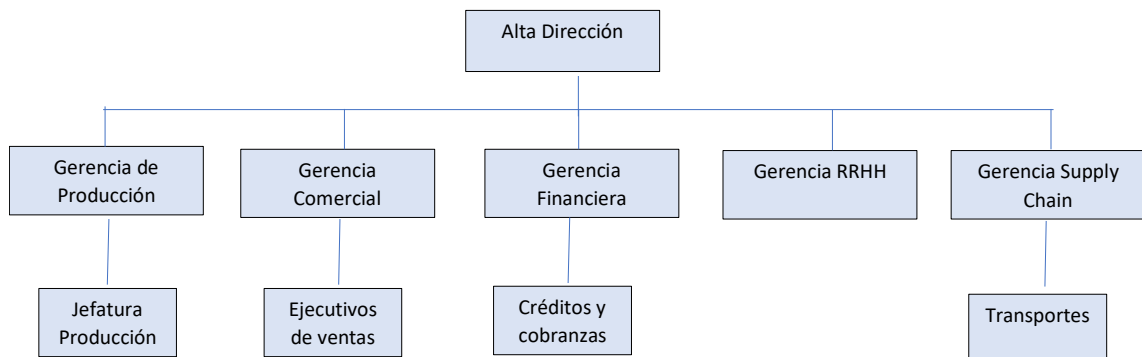 Alta Dirección
Gerencia de
Producción
Gerencia
Comercial
Gerencia
Financiera
Gerencia RRHH
Gerencia Supply
Chain
Jefatura
Producción
Ejecutivos
de ventas
Créditos y
cobranzas
Transportes